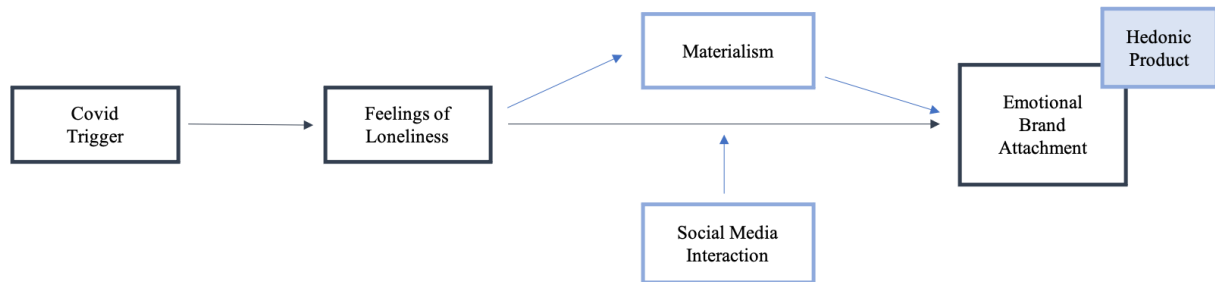 Hedonic
Product
Materialism
Covid
Trigger
Feelings of
Loneliness
Emotional
Brand
Attachment
Social Media
Interaction